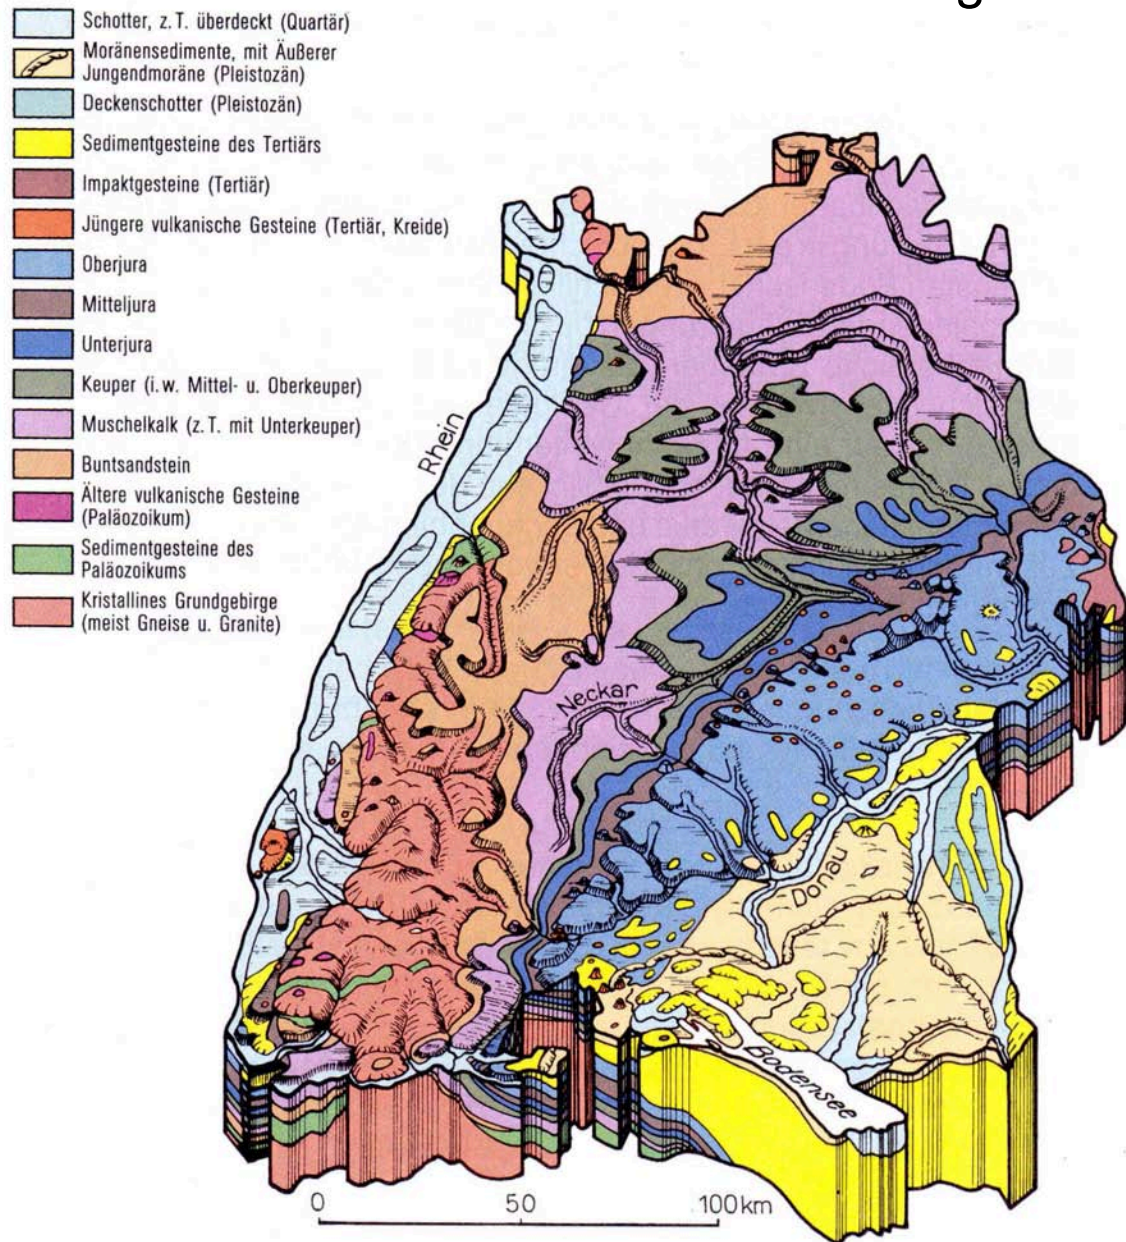 Schotter, z. T. überdeckt (Quartär)
Moränensedimente, mit Äußerer
Jungendmoräne (Pleistozän)
Deckenschotter (Pleistozän)
Sedimentgesteine des Tertiärs
Impaktgesteine (Tertiär)
Jüngere vulkanische Gesteine (Tertiär, Kreide)
Oberjura
Mitteljura
Unterjura
Keuper (i. w. Mittel- u. Oberkeuper)
Muschelkalk (z. T. mit Unterkeuper)
Buntsandstein
Ältere vulkanische Gesteine
(Paläozoikum)
Sedimentgesteine des
Paläozoikums
Kristallines Grundgebirge
(meist Gneise u. Granite)
Rhein
Neckar
Donau
Bodensee
0 50 100 km